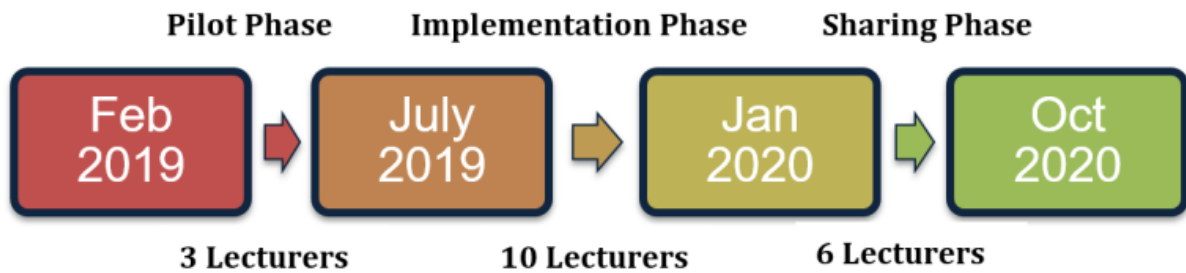 Pilot Phase Implementation Phase Sharing Phase
Feb
2019
July
2019
Jan
2020
Oct
2020
3 Lecturers 10 Lecturers 6 Lecturers